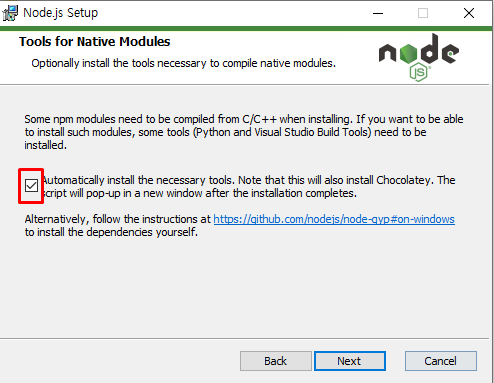 Node.js Setup
Tools for Native Modules
Optionally install the tools necessary to compile native modules.
node
JS
Some npm modules need to be compiled from C/C++ when installing. If you want to be able
to install such modules, some tools (Python and Visual Studio Build Tools) need to be
installed.
Automatically install the necessary tools. Note that this will also install Chocolatey. The
script will pop-up in a new window after the installation completes.
Alternatively, follow the instructions at https://github.com/nodejs/node-gyp#on-windows
to install the dependencies yourself.
Back Next Cancel